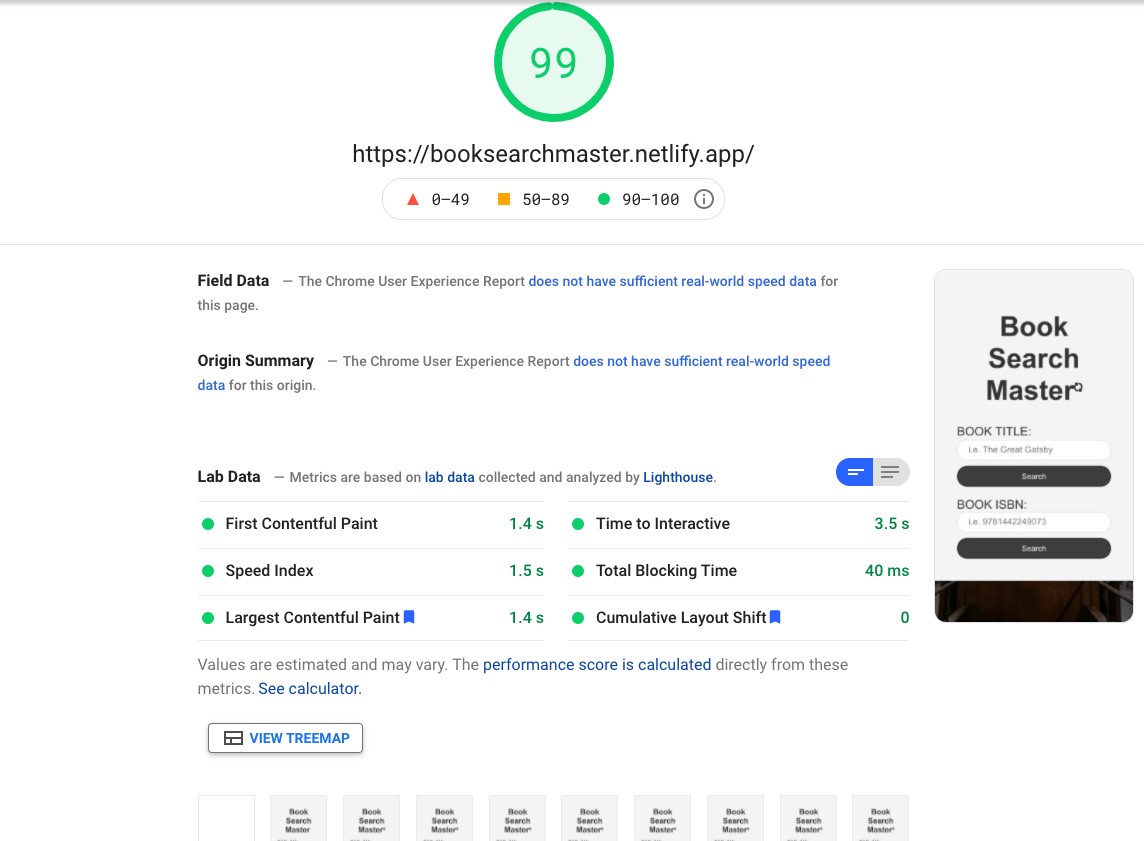 99
https://booksearchmaster.netlify.app/
0–49 50–89 90–100
Field Data — The Chrome User Experience Report does not have sufficient real-world speed data for
this page.
Origin Summary — The Chrome User Experience Report does not have sufficient real-world speed
data for this origin.
Lab Data — Metrics are based on lab data collected and analyzed by Lighthouse.
First Contentful Paint 1.4 s
Time to Interactive 3.5 s
Speed Index 1.5 s
Total Blocking Time 40 ms
Largest Contentful Paint 1.4 s
Cumulative Layout Shift 0
Values are estimated and may vary. The performance score is calculated directly from these
metrics. See calculator.
VIEW TREEMAP
Book
Search
Master
BOOK TITLE:
i.e. The Great Gatsby
Search
BOOK ISBN:
i.e. 9781442249073
Search
Book
Search
Master
Book
Search
Master
Book
Search
Master
Book
Search
Master
Book
Search
Master
Book
Search
Master
Book
Search
Master
Book
Search
Master
Book
Search
Master